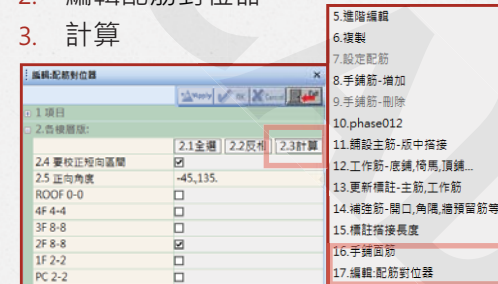 2. 編輯配筋對位器
3. 計算
編輯:配筋對位器
Apply OK Cancel
1 項目
2.各樓層版:
2.1全選 2.2反相 2.3計算
2.4 要校正短向區間
2.5 正向角度 -45.,135.
ROOF 0-0
4F 4-4
3F 8-8
2F 8-8
1F 2-2
PC 2-2
5.進階編輯
6.複製
7.設定配筋
8.手鋪筋-增加
9.手鋪筋-刪除
10.phase012
11.鋪設主筋-版中搭接
12.工作筋-底鋪,椅馬,頂鋪...
13.更新標註-主筋,工作筋
14.補強筋-開口,角隅,牆預留筋等
15.標註搭接長度
16.手鋪面筋
17.編輯:配筋對位器